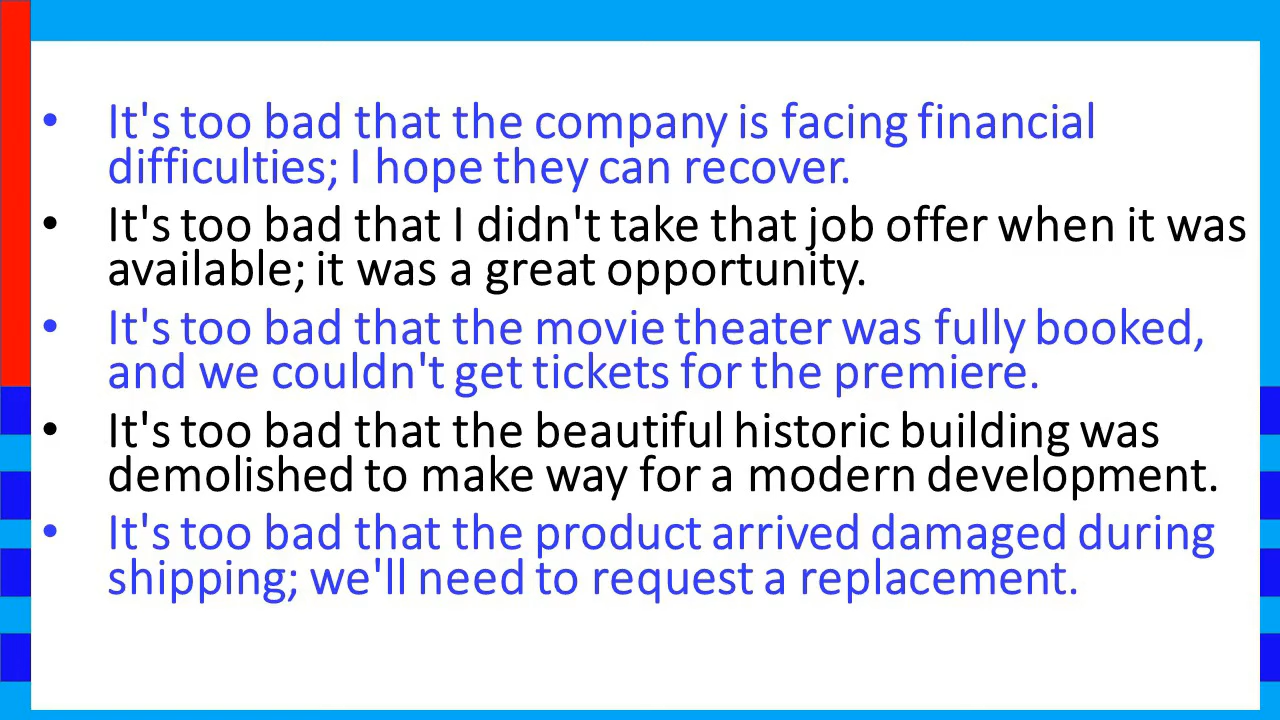 • It's too bad that the company is facing financial
difficulties; I hope they can recover.
• It's too bad that I didn't take that job offer when it was
available; it was a great opportunity.
• It's too bad that the movie theater was fully booked,
and we couldn't get tickets for the premiere.
• It's too bad that the beautiful historic building was
demolished to make way for a modern development.
• It's too bad that the product arrived damaged during
shipping; we'll need to request a replacement.